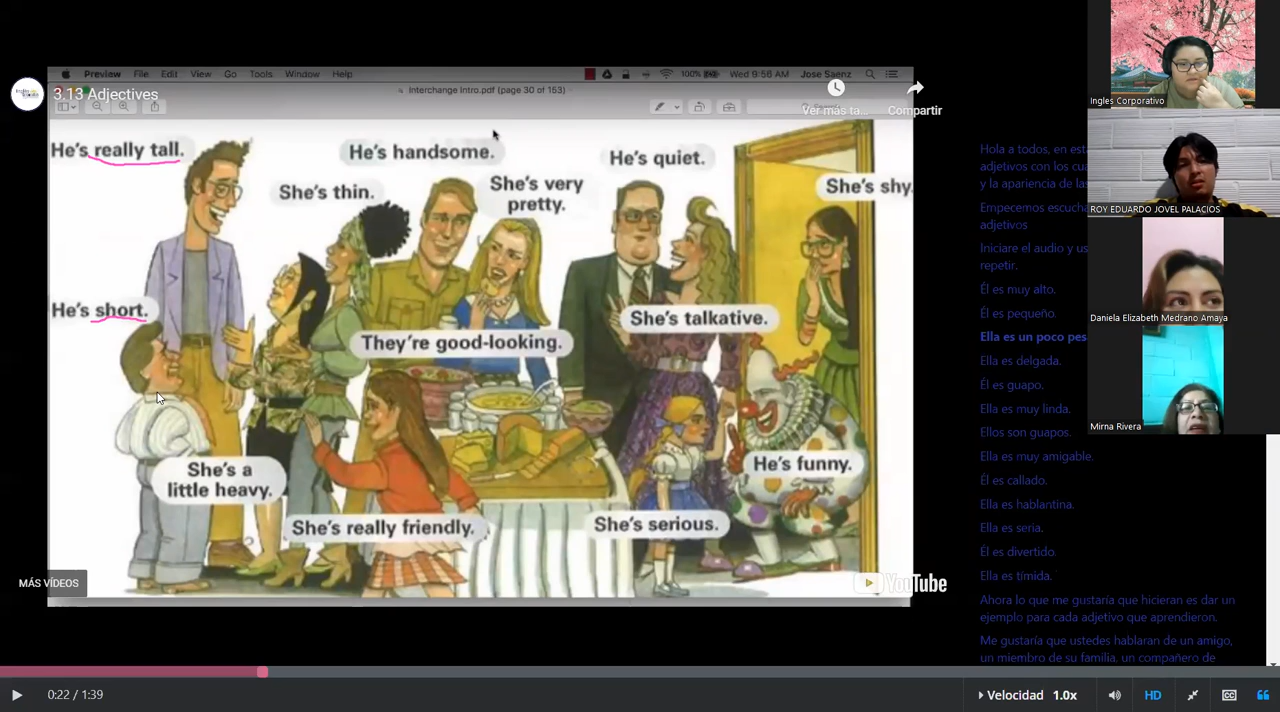 Preview File Edit View Go Tools Window Help
100% Wed 9:56 AM Jose Saenz
Interchange Intro.pdf (page 30 of 163)
3.13 Adjectives
Ver más ta...
Compartir
He's really tall.
He's handsome.
He's quiet.
She's thin.
She's very
pretty.
She's shy.
He's short.
They're good-looking.
She's talkative.
She's a
little heavy.
He's funny.
She's really friendly.
She's serious.
MÁS VÍDEOS
YouTube
Hola a todos, en est
adjetivos con los cua
y la apariencia de las
Empecemos escucha
adjetivos
Iniciare el audio y us
repetir.
Él es muy alto.
Él es pequeño.
Ella es un poco pes
Ella es delgada.
Él es guapo.
Ella es muy linda.
Ellos son guapos.
Ella es muy amigable.
Él es callado.
Ella es hablantina.
Ella es seria.
Él es divertido.
Ella es tímida.
Ahora lo que me gustaría que hicieran es dar un
ejemplo para cada adjetivo que aprendieron.
Me gustaría que ustedes hablaran de un amigo,
un miembro de su familia, un compañero de
Ingles Corporativo
ROY EDUARDO JOVEL PALACIOS
Daniela Elizabeth Medrano Amaya
Mirna Rivera
0:22 / 1:39
Velocidad 1.0x
HD
CC